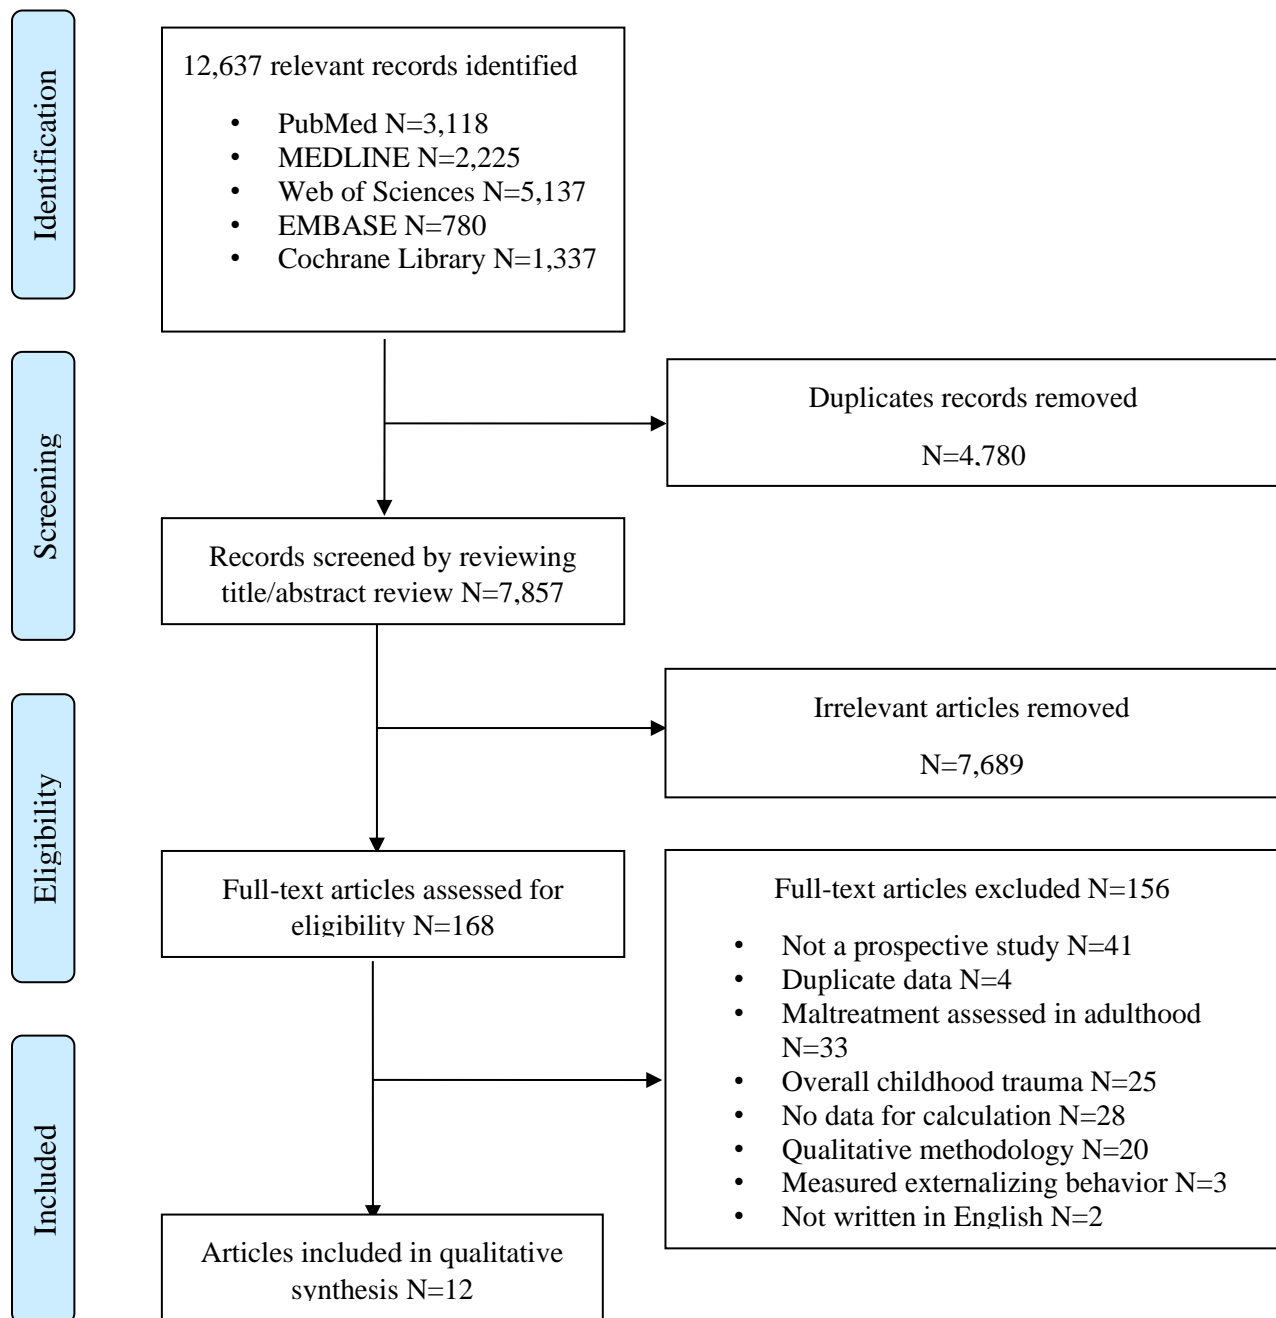 Identification
12,637 relevant records identified
• PubMed N=3,118
• MEDLINE N=2,225
• Web of Sciences N=5,137
• EMBASE N=780
• Cochrane Library N=1,337
Screening
Duplicates records removed
N=4,780
Records screened by reviewing
title/abstract review N=7,857
Irrelevant articles removed
N=7,689
Eligibility
Full-text articles assessed for
eligibility N=168
Full-text articles excluded N=156
• Not a prospective study N=41
• Duplicate data N=4
• Maltreatment assessed in adulthood
N=33
• Overall childhood trauma N=25
• No data for calculation N=28
• Qualitative methodology N=20
• Measured externalizing behavior N=3
• Not written in English N=2
Included
Articles included in qualitative
synthesis N=12